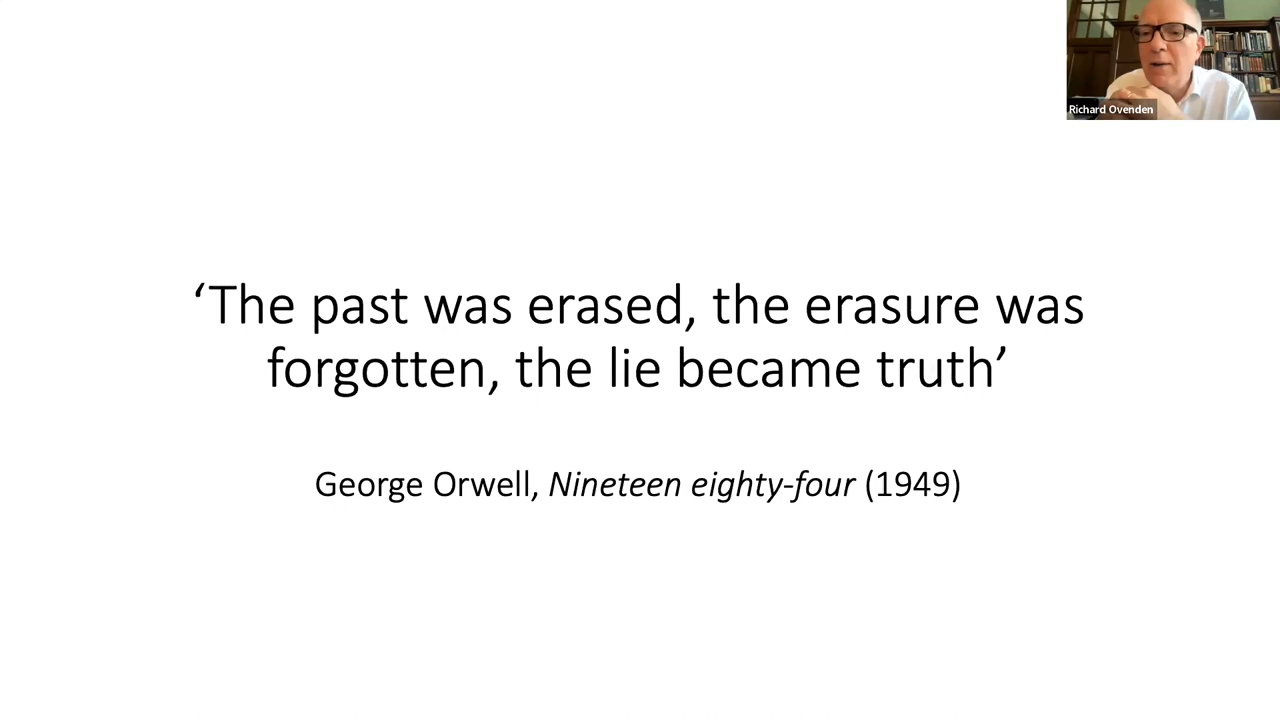 Richard Ovenden
‘The past was erased, the erasure was
forgotten, the lie became truth’
George Orwell, Nineteen eighty-four (1949)